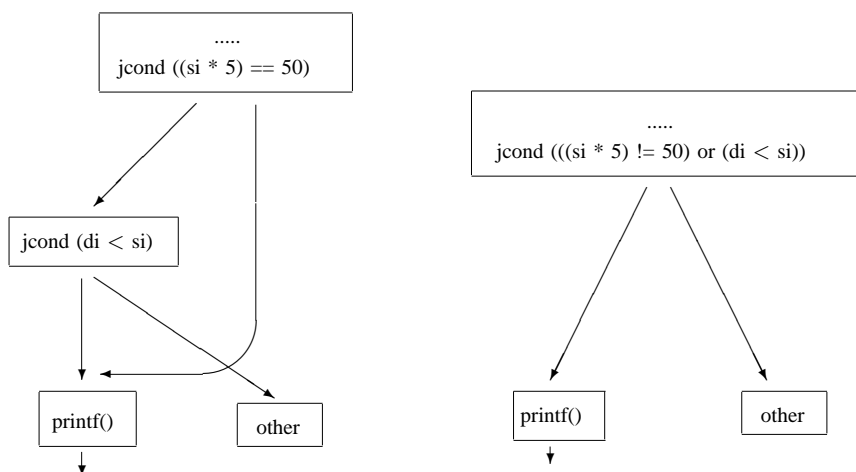 .....
jcond ((si * 5) == 50)
jcond (di < si)
printf()
other
.....
jcond (((si * 5) != 50) or (di < si))
printf()
other